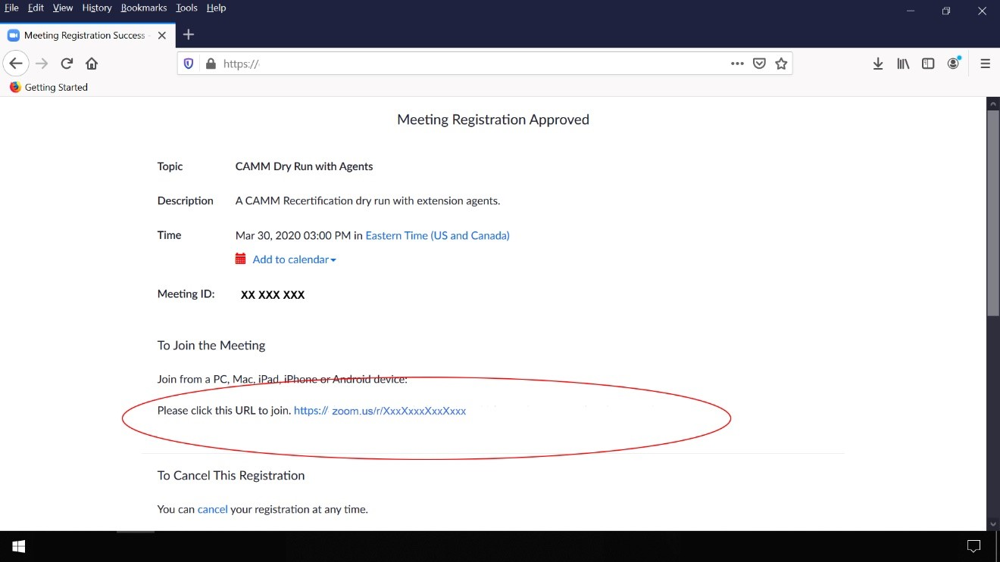 File Edit View History Bookmarks Tools Help
Meeting Registration Success -
https://
Getting Started
Meeting Registration Approved
Topic CAMM Dry Run with Agents
Description A CAMM Recertification dry run with extension agents.
Time Mar 30, 2020 03:00 PM in Eastern Time (US and Canada)
Add to calendar
Meeting ID: XX XXX XXX
To Join the Meeting
Join from a PC, Mac, iPad, iPhone or Android device:
Please click this URL to join. https:// zoom.us/r/XxxXxxxXxxXxxx
To Cancel This Registration
You can cancel your registration at any time.